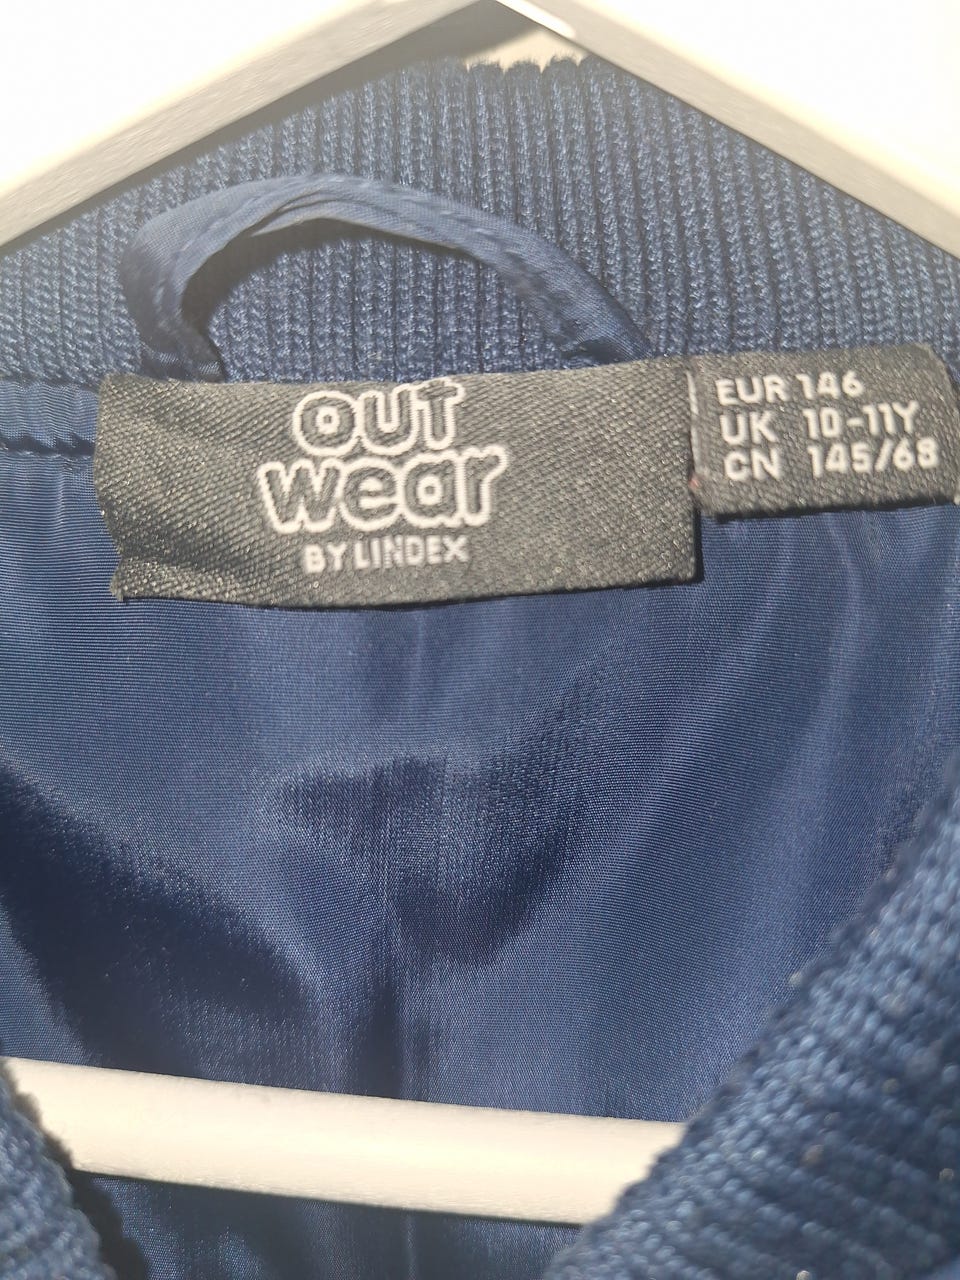 OUT
wear
BY LINDEX
EUR 146
UK 10-11Y
CN 145/68